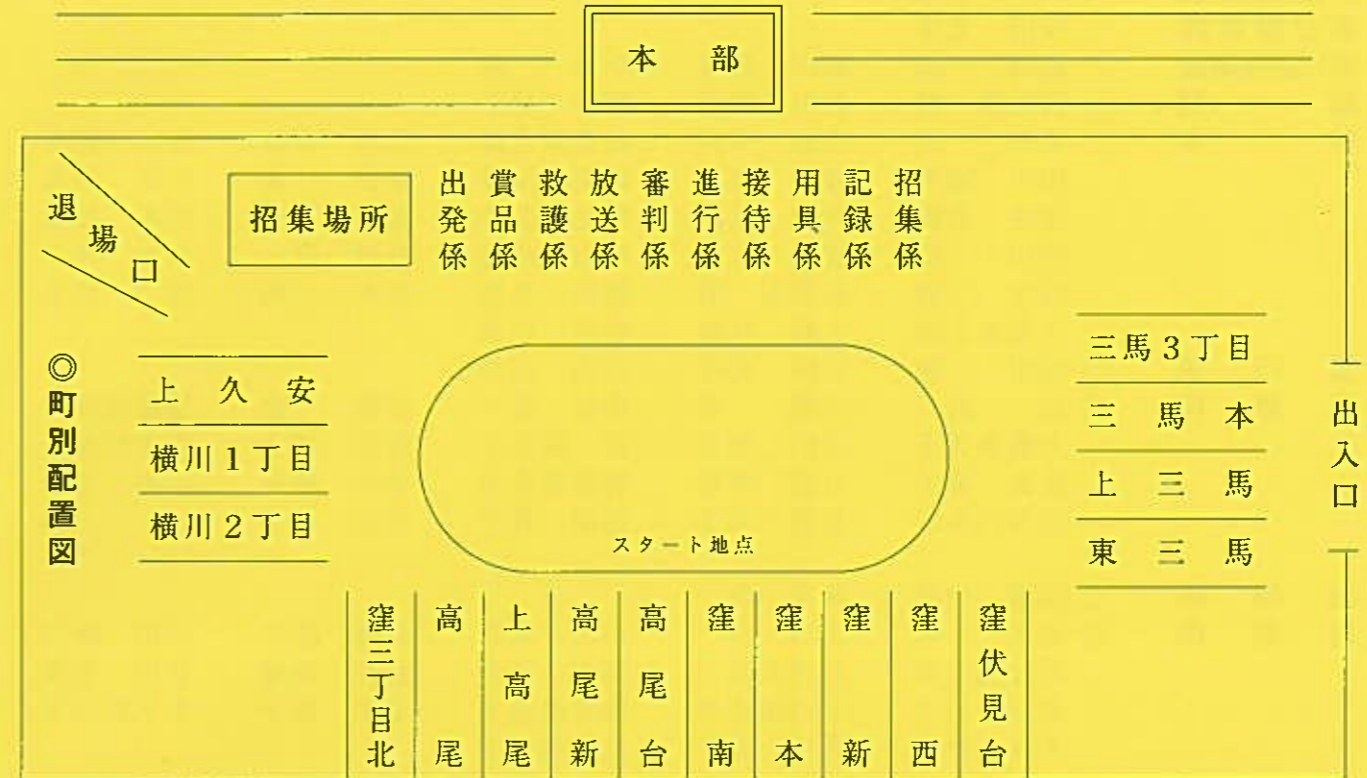 本部
退場口
招集場所
出発係
賞品係
救護係
放送係
審判係
進行係
接待係
用具係
記録係
招集係
◎町別配置図
上久安
横川1丁目
横川2丁目
スタート地点
三馬3丁目
三馬本
上三馬
東三馬
出入口
窪三丁目北
高尾
上高尾
高尾新
高尾台
窪南
窪本
窪新
窪西
窪伏見台